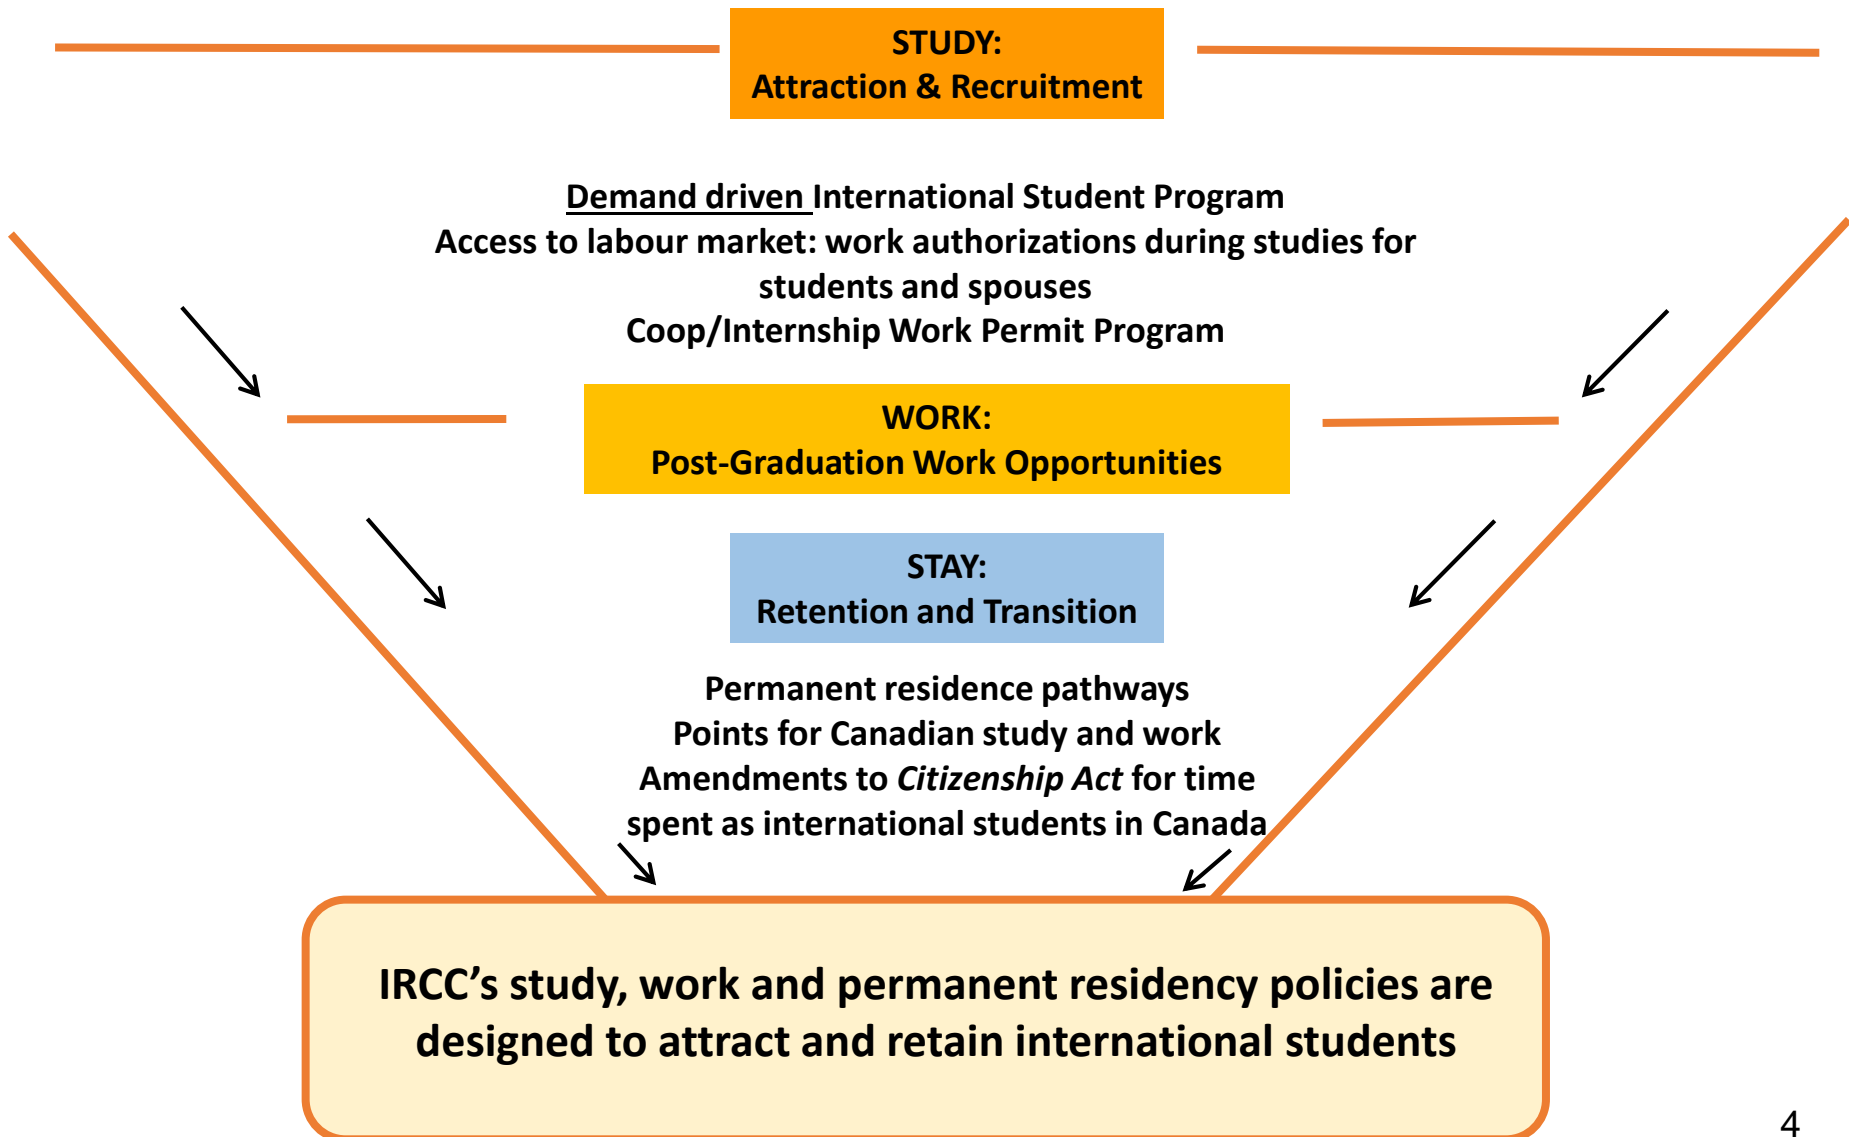 STUDY:
Attraction & Recruitment
Demand driven International Student Program
Access to labour market: work authorizations during studies for
students and spouses
Coop/Internship Work Permit Program
WORK:
Post-Graduation Work Opportunities
STAY:
Retention and Transition
Permanent residence pathways
Points for Canadian study and work
Amendments to Citizenship Act for time
spent as international students in Canada
IRCC’s study, work and permanent residency policies are
designed to attract and retain international students
4